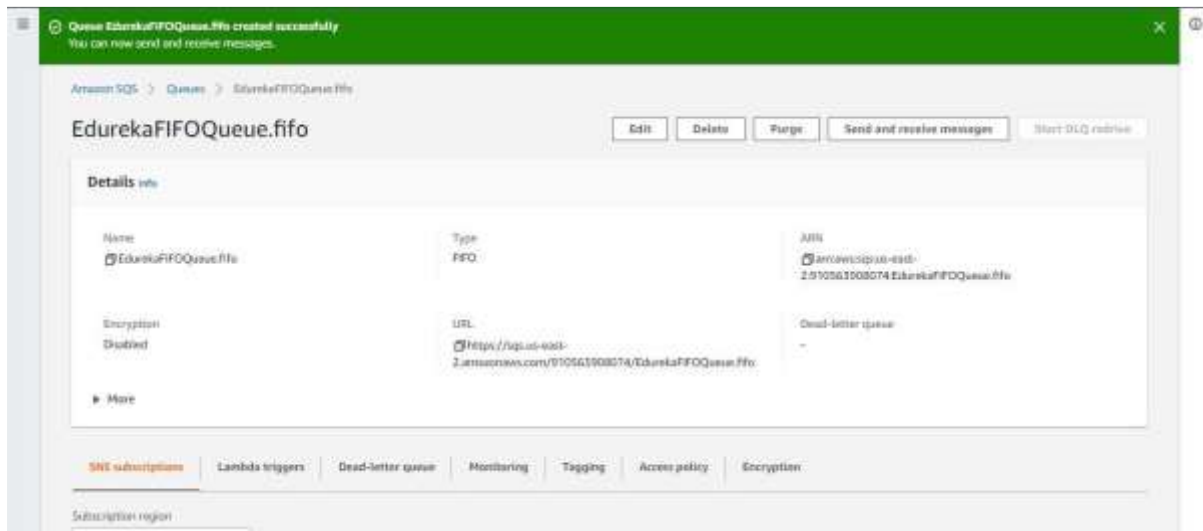 Queue EdurekaFIFOQueue.fifo created successfully
You can now send and receive messages.
Amazon SQS > Queues > EdurekaFIFOQueue.fifo
EdurekaFIFOQueue.fifo
Edit
Delete
Purge
Send and receive messages
Start DLQ redrive
Details Info
Name
EdurekaFIFOQueue.fifo
Type
FIFO
ARN
arn:aws:sqs:us-east-
2:910563908074:EdurekaFIFOQueue.fifo
Encryption
Disabled
URL
https://sqs.us-east-
2.amazonaws.com/910563908074/EdurekaFIFOQueue.fifo
Dead-letter queue
-
More
SNS subscriptions
Lambda triggers
Dead-letter queue
Monitoring
Tagging
Access policy
Encryption
Subscription region